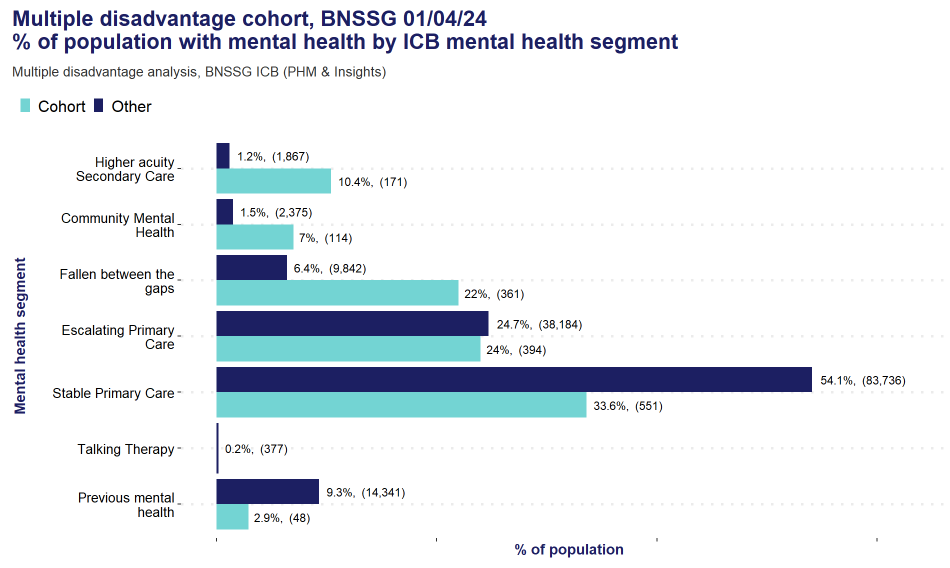 Multiple disadvantage cohort, BNSSG 01/04/24
% of population with mental health by ICB mental health segment
Multiple disadvantage analysis, BNSSG ICB (PHM & Insights)
Cohort Other
Higher acuity
Secondary Care
1.2%, (1,867)
10.4%, (171)
Community Mental
Health
1.5%, (2,375)
7%, (114)
Fallen between the
gaps
6.4%, (9,842)
22%, (361)
Escalating Primary
Care
24.7%, (38,184)
24%, (394)
Stable Primary Care
54.1%, (83,736)
33.6%, (551)
Talking Therapy
0.2%, (377)
Previous mental
health
9.3%, (14,341)
2.9%, (48)
Mental health segment
% of population